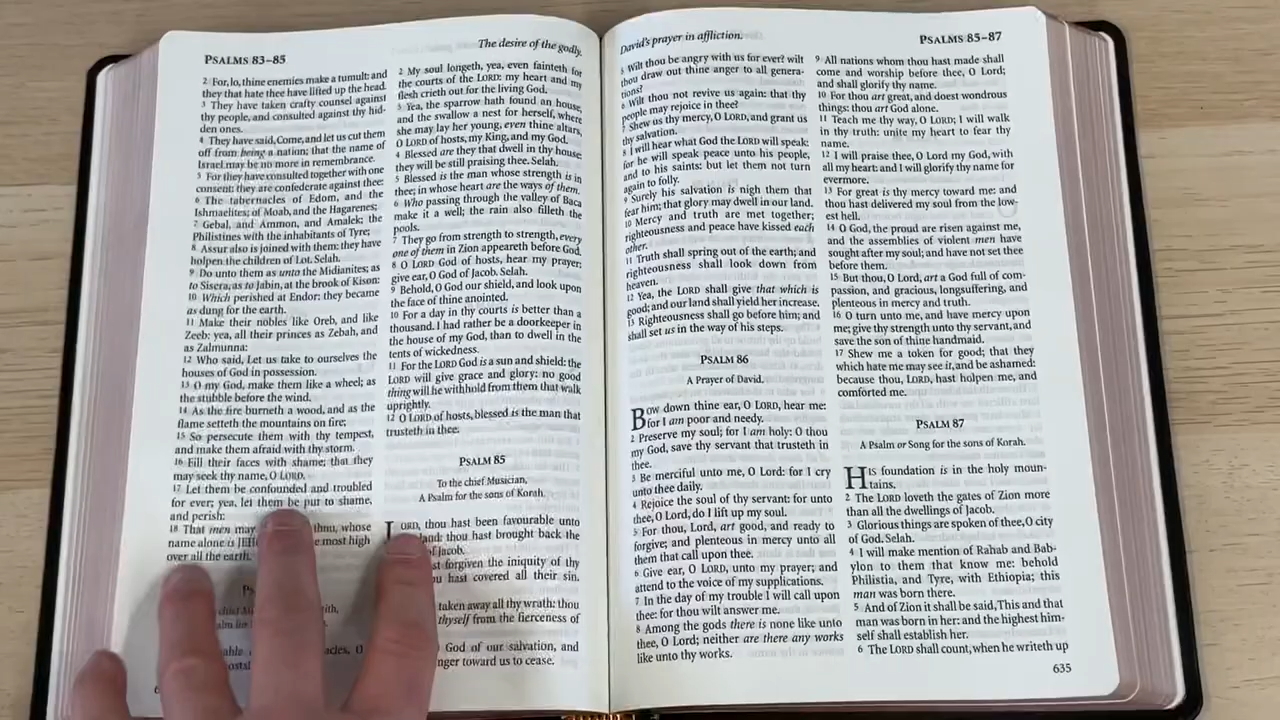 PSALMS 83–85
The desire of the godly.
2 For, lo, thine enemies make a tumult: and
they that hate thee have lifted up the head.
3 They have taken crafty counsel against
thy people, and consulted against thy hid-
den ones.
4 They have said, Come, and let us cut them
off from being a nation; that the name of
Israel may be no more in remembrance.
5 For they have consulted together with one
consent: they are confederate against thee:
6 The tabernacles of Edom, and the
Ishmaelites; of Moab, and the Hagarenes;
7 Gebal, and Ammon, and Amalek; the
Philistines with the inhabitants of Tyre;
8 Assur also is joined with them: they have
holpen the children of Lot. Selah.
9 Do unto them as unto the Midianites; as
to Sisera, as to Jabin, at the brook of Kison:
10 Which perished at Endor: they became
as dung for the earth.
11 Make their nobles like Oreb, and like
Zeeb: yea, all their princes as Zebah, and
as Zalmunna:
12 Who said, Let us take to ourselves the
houses of God in possession.
13 O my God, make them like a wheel; as
the stubble before the wind.
14 As the fire burneth a wood, and as the
flame setteth the mountains on fire;
15 So persecute them with thy tempest,
and make them afraid with thy storm.
16 Fill their faces with shame; that they
may seek thy name, O LORD.
17 Let them be confounded and troubled
for ever; yea, let them be put to shame,
and perish:
18 That men may thou, whose
name alone is most high
over all the earth.
2 My soul longeth, yea, even fainteth for
the courts of the LORD: my heart and my
flesh crieth out for the living God.
3 Yea, the sparrow hath found an house,
and the swallow a nest for herself, where
she may lay her young, even thine altars,
O LORD of hosts, my King, and my God.
4 Blessed are they that dwell in thy house:
they will be still praising thee. Selah.
5 Blessed is the man whose strength is in
thee; in whose heart are the ways of them.
6 Who passing through the valley of Baca
make it a well; the rain also filleth the
pools.
7 They go from strength to strength, every
one of them in Zion appeareth before God.
8 O LORD God of hosts, hear my prayer:
give ear, O God of Jacob. Selah.
9 Behold, O God our shield, and look upon
the face of thine anointed.
10 For a day in thy courts is better than a
thousand. I had rather be a doorkeeper in
the house of my God, than to dwell in the
tents of wickedness.
11 For the LORD God is a sun and shield: the
LORD will give grace and glory: no good
thing will he withhold from them that walk
uprightly.
12 O LORD of hosts, blessed is the man that
trusteth in thee.
PSALM 85
To the chief Musician,
A Psalm for the sons of Korah.
LORD, thou hast been favourable unto
land: thou hast brought back the
of Jacob.
forgiven the iniquity of thy
hast covered all their sin.
taken away all thy wrath: thou
thyself from the fierceness of
God of our salvation, and
anger toward us to cease.
David's prayer in affliction.
PSALMS 85–87
5 Wilt thou be angry with us for ever? wilt
thou draw out thine anger to all genera-
tions?
6 Wilt thou not revive us again: that thy
people may rejoice in thee?
7 Shew us thy mercy, O LORD, and grant us
thy salvation.
8 I will hear what God the LORD will speak:
for he will speak peace unto his people,
and to his saints: but let them not turn
again to folly.
9 Surely his salvation is nigh them that
fear him; that glory may dwell in our land.
10 Mercy and truth are met together;
righteousness and peace have kissed each
other.
11 Truth shall spring out of the earth; and
righteousness shall look down from
heaven.
12 Yea, the LORD shall give that which is
good; and our land shall yield her increase.
13 Righteousness shall go before him; and
shall set us in the way of his steps.
PSALM 86
A Prayer of David.
BOW down thine ear, O LORD, hear me:
for I am poor and needy.
2 Preserve my soul; for I am holy: O thou
my God, save thy servant that trusteth in
thee.
3 Be merciful unto me, O Lord: for I cry
unto thee daily.
4 Rejoice the soul of thy servant: for unto
thee, O Lord, do I lift up my soul.
5 For thou, Lord, art good, and ready to
forgive; and plenteous in mercy unto all
them that call upon thee.
6 Give ear, O LORD, unto my prayer; and
attend to the voice of my supplications.
7 In the day of my trouble I will call upon
thee: for thou wilt answer me.
8 Among the gods there is none like unto
thee, O Lord; neither are there any works
like unto thy works.
9 All nations whom thou hast made shall
come and worship before thee, O Lord;
and shall glorify thy name.
10 For thou art great, and doest wondrous
things: thou art God alone.
11 Teach me thy way, O LORD; I will walk
in thy truth: unite my heart to fear thy
name.
12 I will praise thee, O Lord my God, with
all my heart: and I will glorify thy name for
evermore.
13 For great is thy mercy toward me: and
thou hast delivered my soul from the low-
est hell.
14 O God, the proud are risen against me,
and the assemblies of violent men have
sought after my soul; and have not set thee
before them.
15 But thou, O Lord, art a God full of com-
passion, and gracious, longsuffering, and
plenteous in mercy and truth.
16 O turn unto me, and have mercy upon
me; give thy strength unto thy servant, and
save the son of thine handmaid.
17 Shew me a token for good; that they
which hate me may see it, and be ashamed:
because thou, LORD, hast holpen me, and
comforted me.
PSALM 87
A Psalm or Song for the sons of Korah.
HIS foundation is in the holy moun-
tains.
2 The LORD loveth the gates of Zion more
than all the dwellings of Jacob.
3 Glorious things are spoken of thee, O city
of God. Selah.
4 I will make mention of Rahab and Bab-
ylon to them that know me: behold
Philistia, and Tyre, with Ethiopia; this
man was born there.
5 And of Zion it shall be said, This and that
man was born in her: and the highest him-
self shall establish her.
6 The LORD shall count, when he writeth up
635